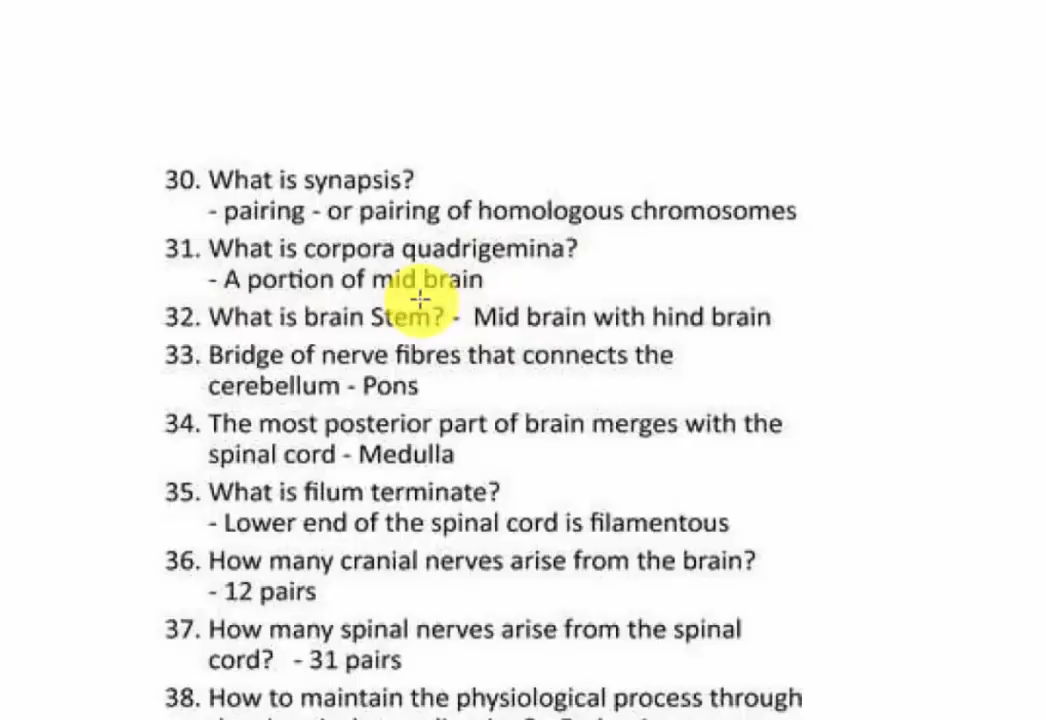 30. What is synapsis?
- pairing - or pairing of homologous chromosomes
31. What is corpora quadrigemina?
- A portion of mid brain
32. What is brain Stem? - Mid brain with hind brain
33. Bridge of nerve fibres that connects the
cerebellum - Pons
34. The most posterior part of brain merges with the
spinal cord - Medulla
35. What is filum terminate?
- Lower end of the spinal cord is filamentous
36. How many cranial nerves arise from the brain?
- 12 pairs
37. How many spinal nerves arise from the spinal
cord? - 31 pairs
38. How to maintain the physiological process through